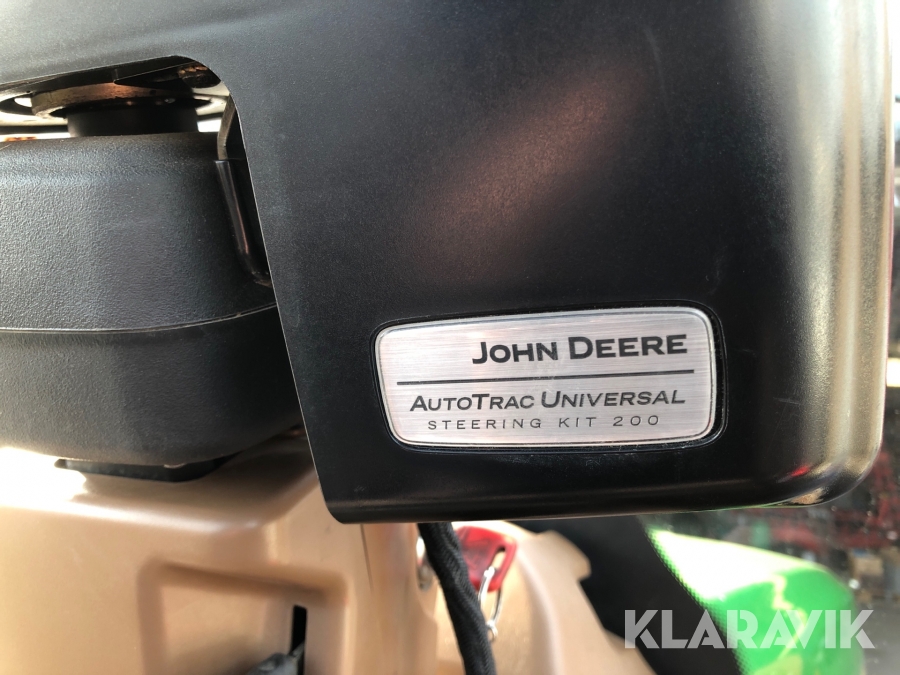 JOHN DEERE
AUTOTRAC UNIVERSAL
STEERING KIT 200
KLARAVIK